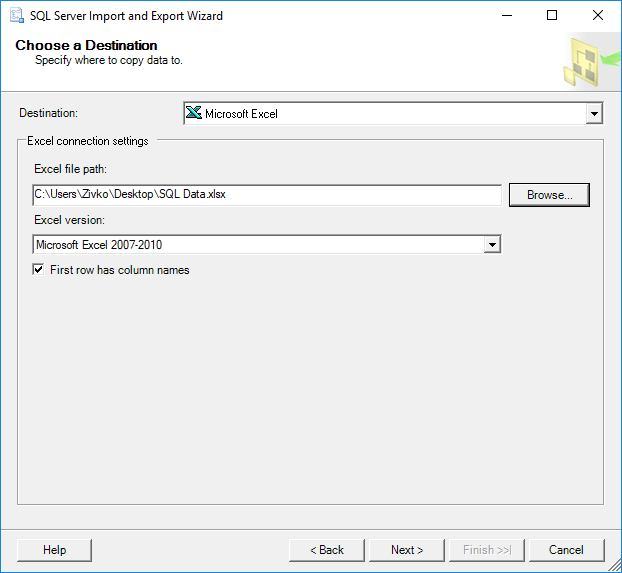 SQL Server Import and Export Wizard
Choose a Destination
Specify where to copy data to.
Destination:
Microsoft Excel
Excel connection settings
Excel file path:
C:\Users\Zivko\Desktop\SQL Data.xlsx
Browse...
Excel version:
Microsoft Excel 2007-2010
First row has column names
Help
< Back
Next >
Finish >>|
Cancel